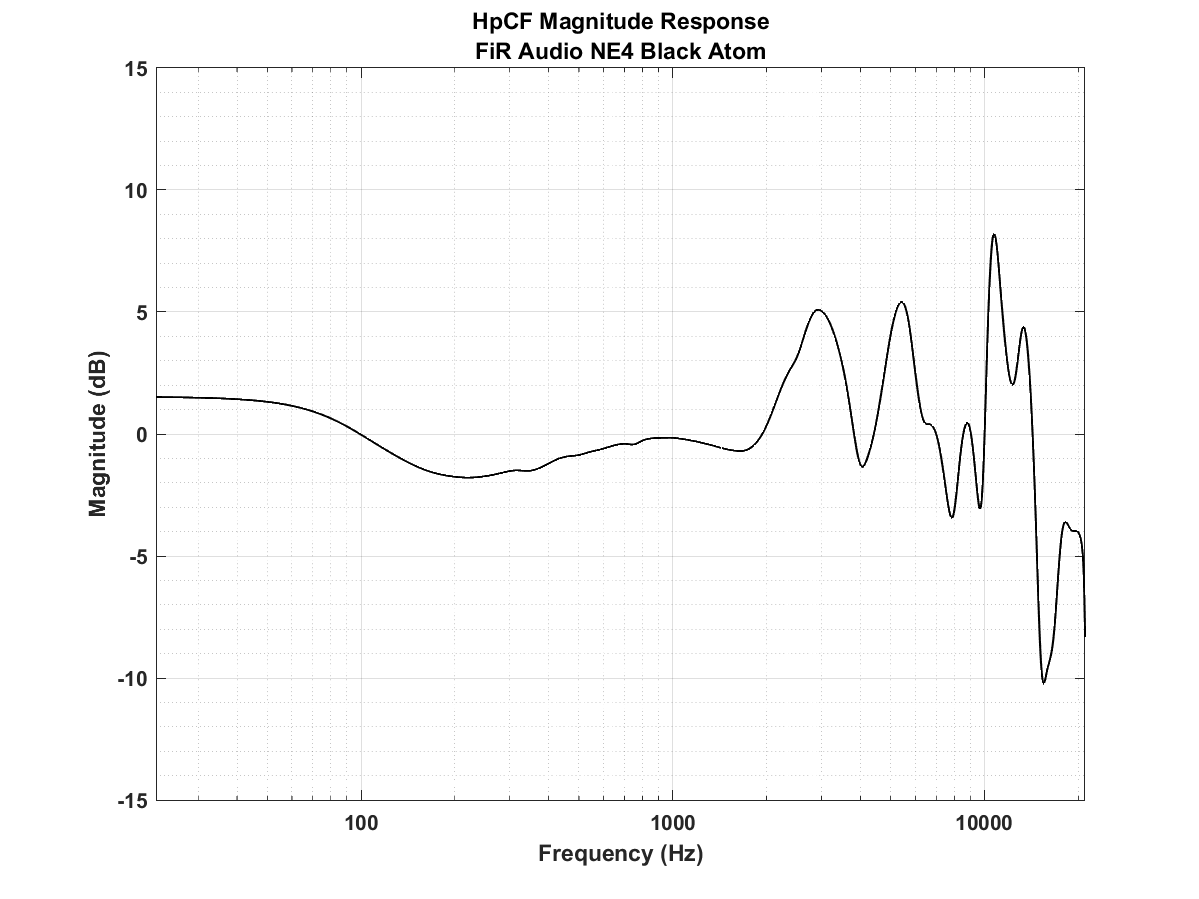 HpCF Magnitude Response
FiR Audio NE4 Black Atom
15
10
5
0
-5
-10
-15
Magnitude (dB)
100 1000 10000
Frequency (Hz)